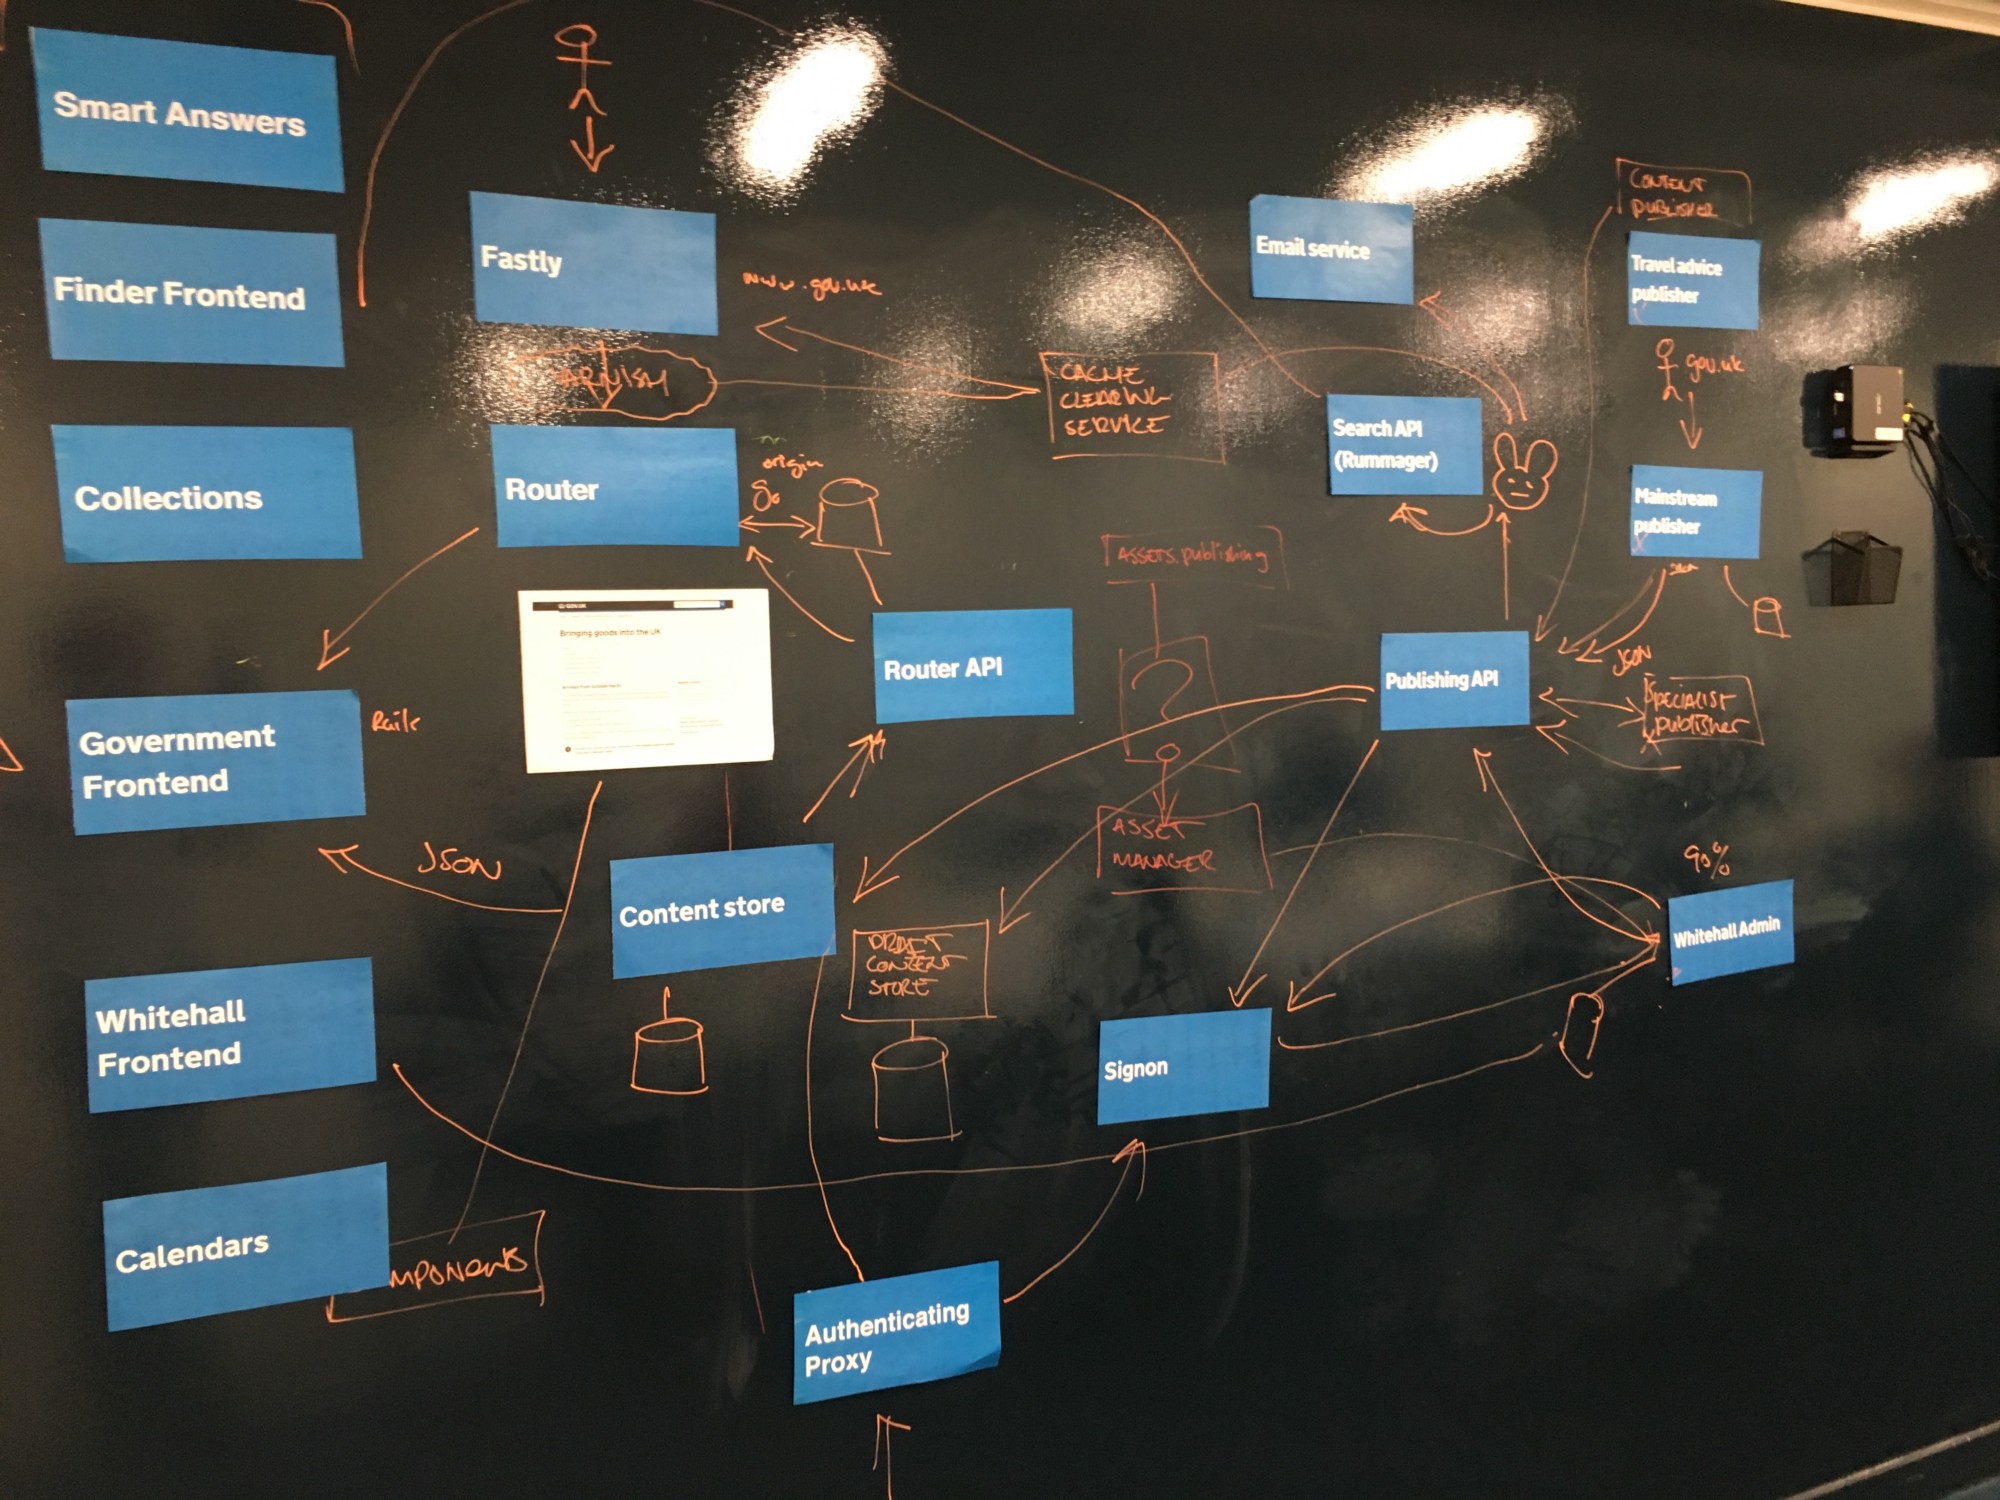 Smart Answers
Finder Frontend
Collections
Government
Frontend
Whitehall
Frontend
Calendars
Fastly
www.gov.uk
Router
origin
Go
Bringing goods into the UK
Router API
JSON
Content store
DRAFT
CONTENT
STORE
Authenticating
Proxy
CACHE
CLEARING
SERVICE
Email service
Search API
(Rummager)
ASSETS.publishing
?
ASSET
MANAGER
Publishing API
Signon
CONTENT
PUBLISHER
Travel advice
publisher
gov.uk
Mainstream
publisher
JSON
SPECIALIST
publisher
90%
Whitehall Admin